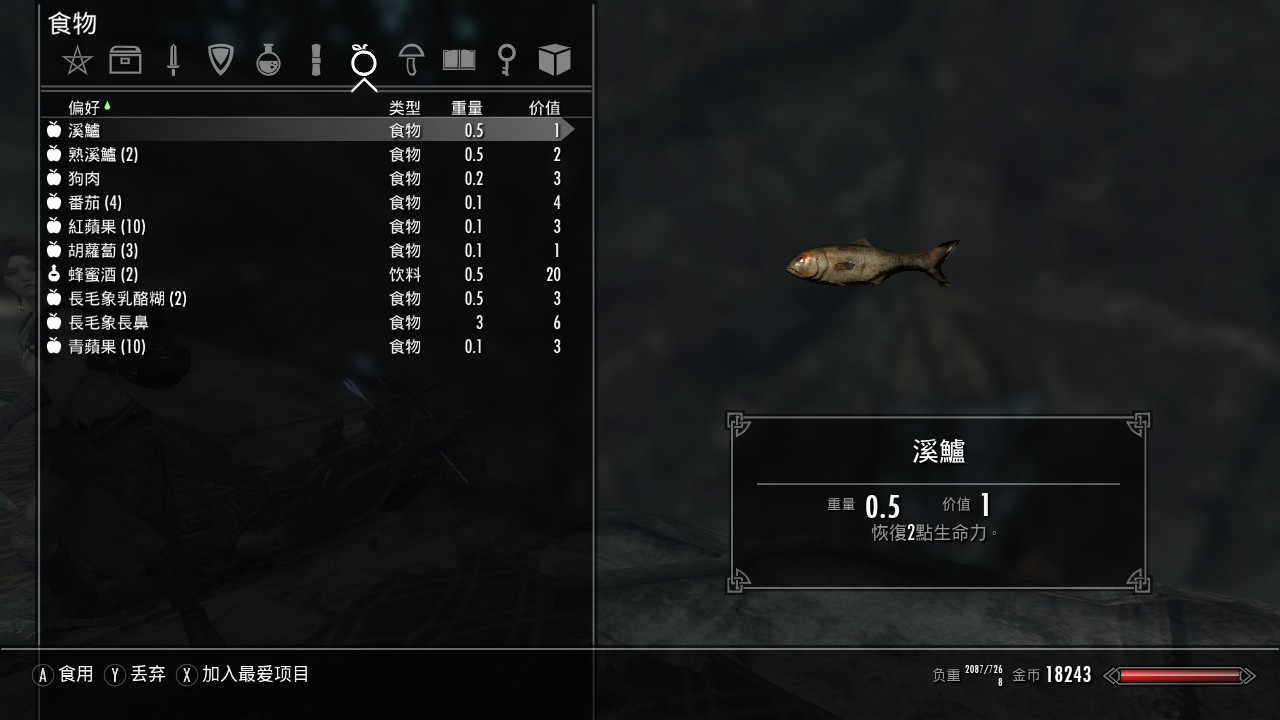 食物
偏好 类型 重量 价值
溪鱸 食物 0.5 1
熟溪鱸 (2) 食物 0.5 2
狗肉 食物 0.2 3
番茄 (4) 食物 0.1 4
紅蘋果 (10) 食物 0.1 3
胡蘿蔔 (3) 食物 0.1 1
蜂蜜酒 (2) 饮料 0.5 20
長毛象乳酪糊 (2) 食物 0.5 3
長毛象長鼻 食物 3 6
青蘋果 (10) 食物 0.1 3
溪鱸
重量 0.5 价值 1
恢復2點生命力。
A 食用 Y 丢弃 X 加入最爱项目
负重 2087/726 金币 18243
8